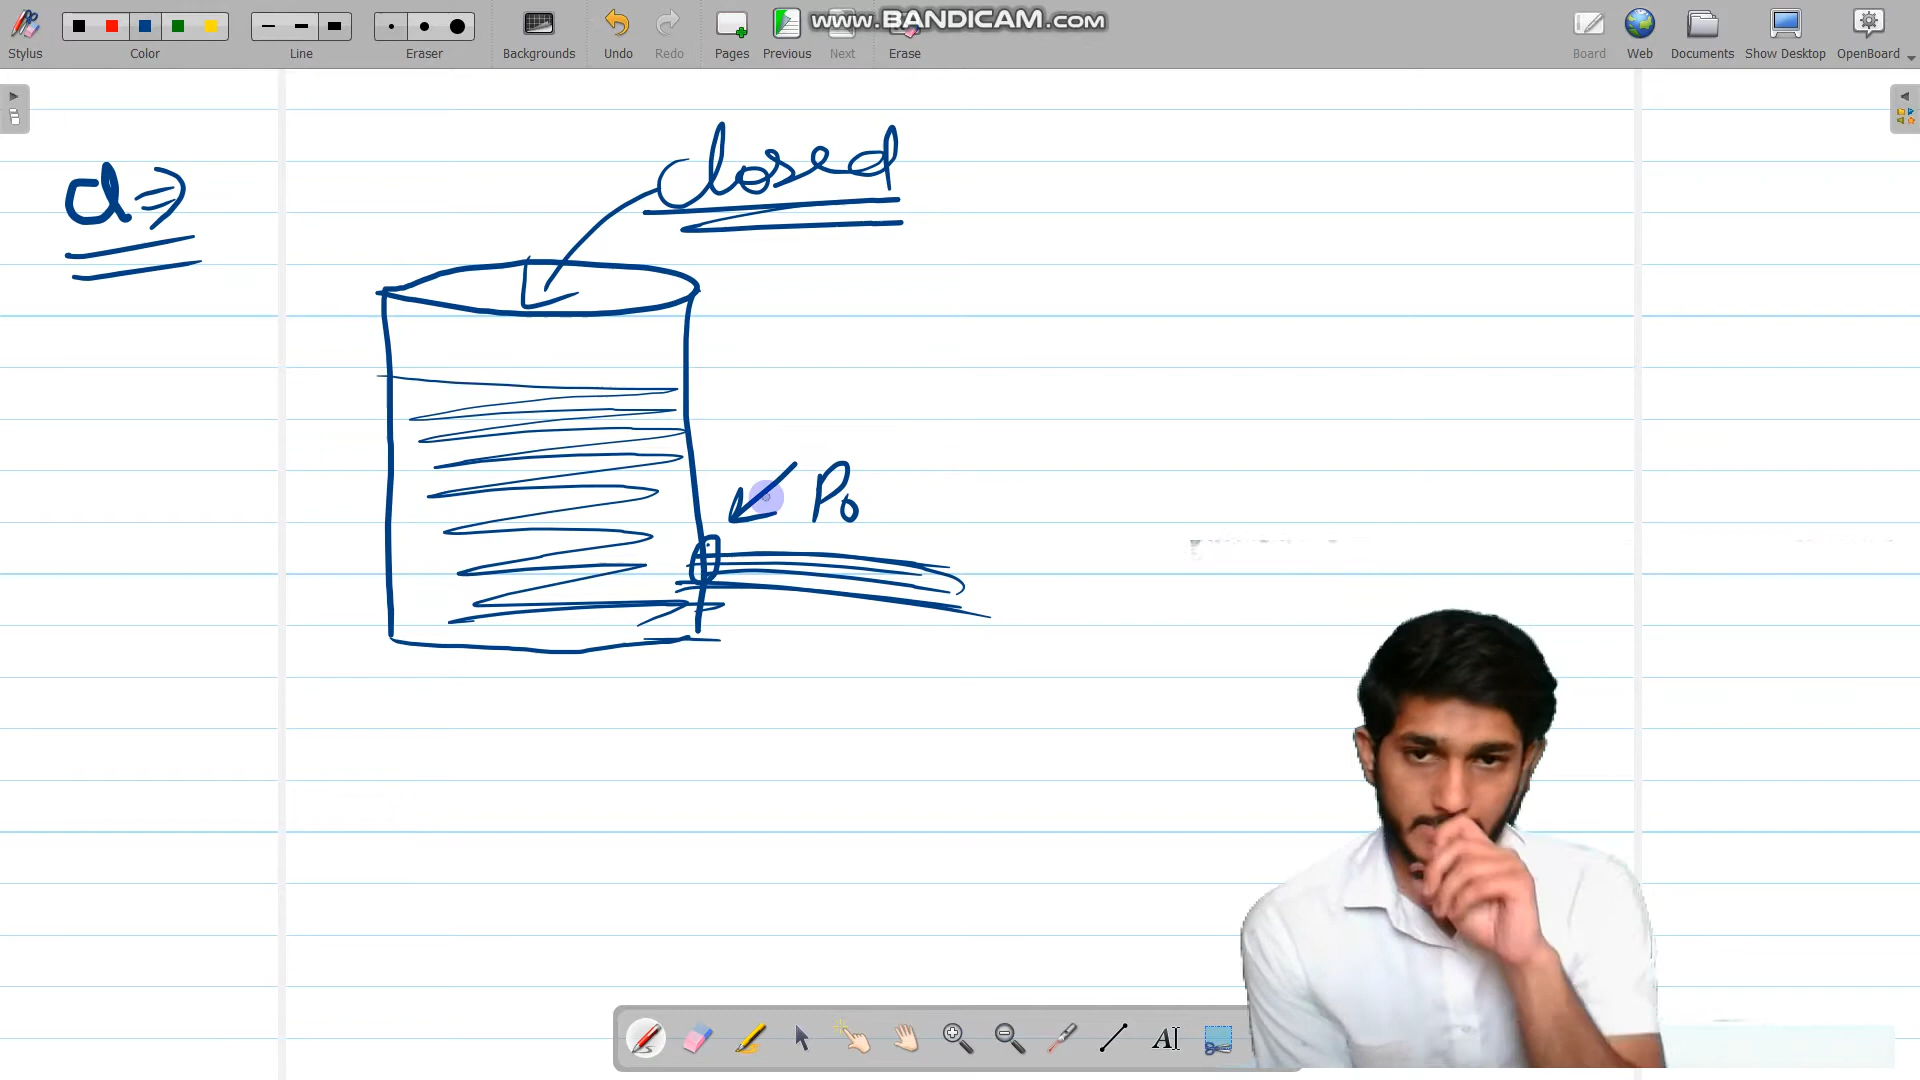 Stylus
Color
Line
Eraser
Backgrounds
Undo
Redo
Pages
Previous
Next
Erase
www.BANDICAM.com
Board
Web
Documents
Show Desktop
OpenBoard
d⇒
closed
P₀